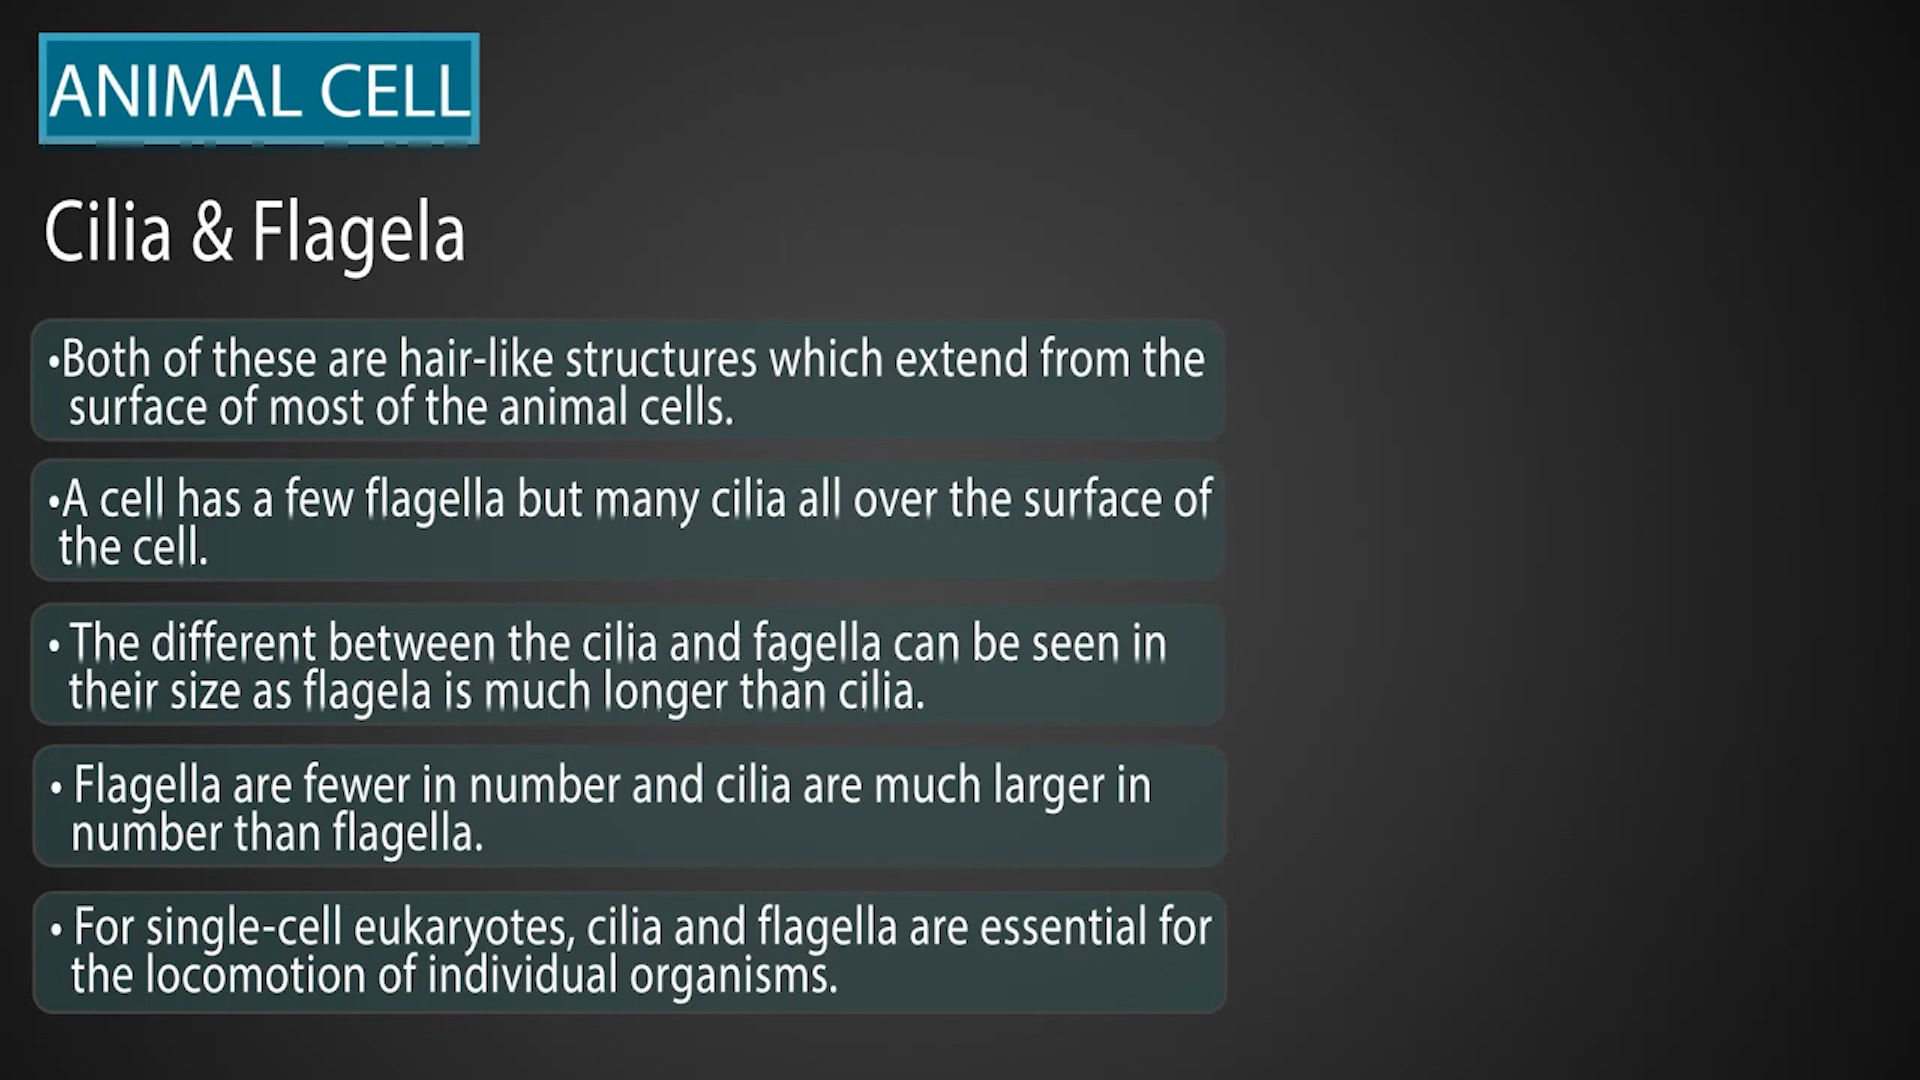 ANIMAL CELL
Cilia & Flagela
•Both of these are hair-like structures which extend from the
surface of most of the animal cells.
•A cell has a few flagella but many cilia all over the surface of
the cell.
• The different between the cilia and fagella can be seen in
their size as flagela is much longer than cilia.
• Flagella are fewer in number and cilia are much larger in
number than flagella.
• For single-cell eukaryotes, cilia and flagella are essential for
the locomotion of individual organisms.